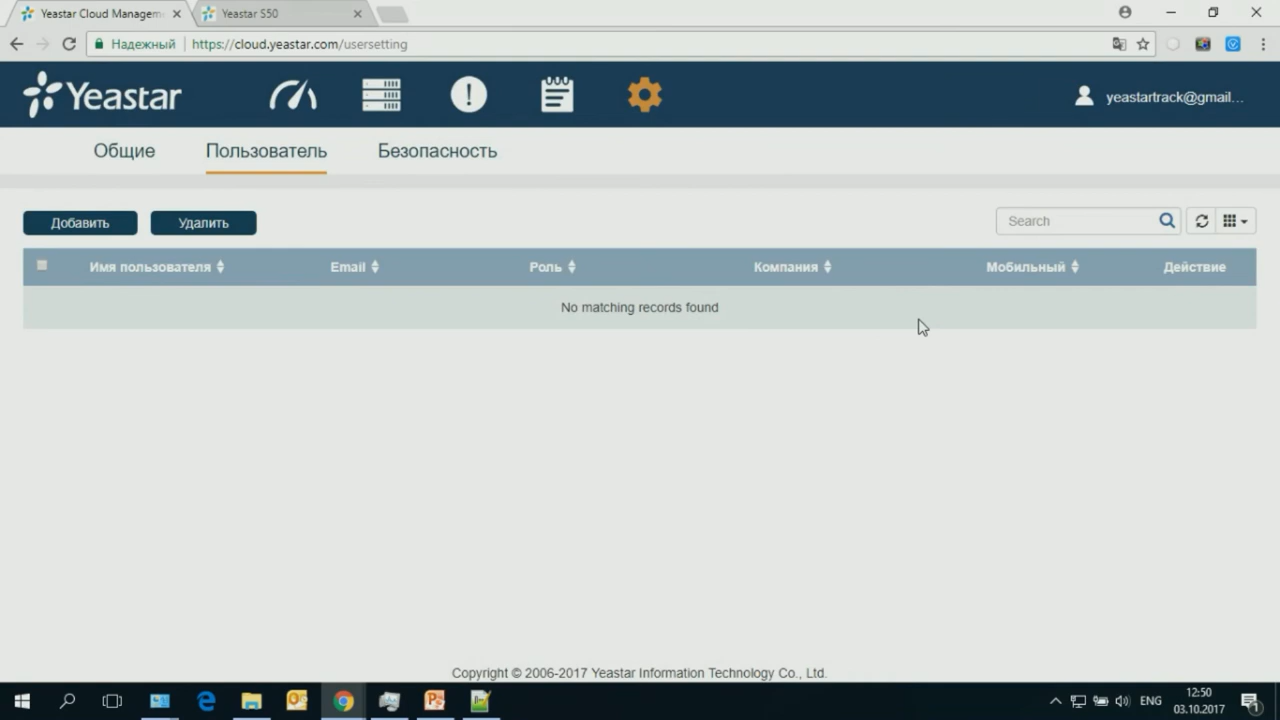 Yeastar Cloud Managem
Yeastar S50
Надежный
https://cloud.yeastar.com/usersetting
Yeastar
yeastartrack@gmail...
Общие
Пользователь
Безопасность
Добавить
Удалить
Search
Имя пользователя
Email
Роль
Компания
Мобильный
Действие
No matching records found
Copyright © 2006-2017 Yeastar Information Technology Co., Ltd.
ENG
12:50
03.10.2017
1